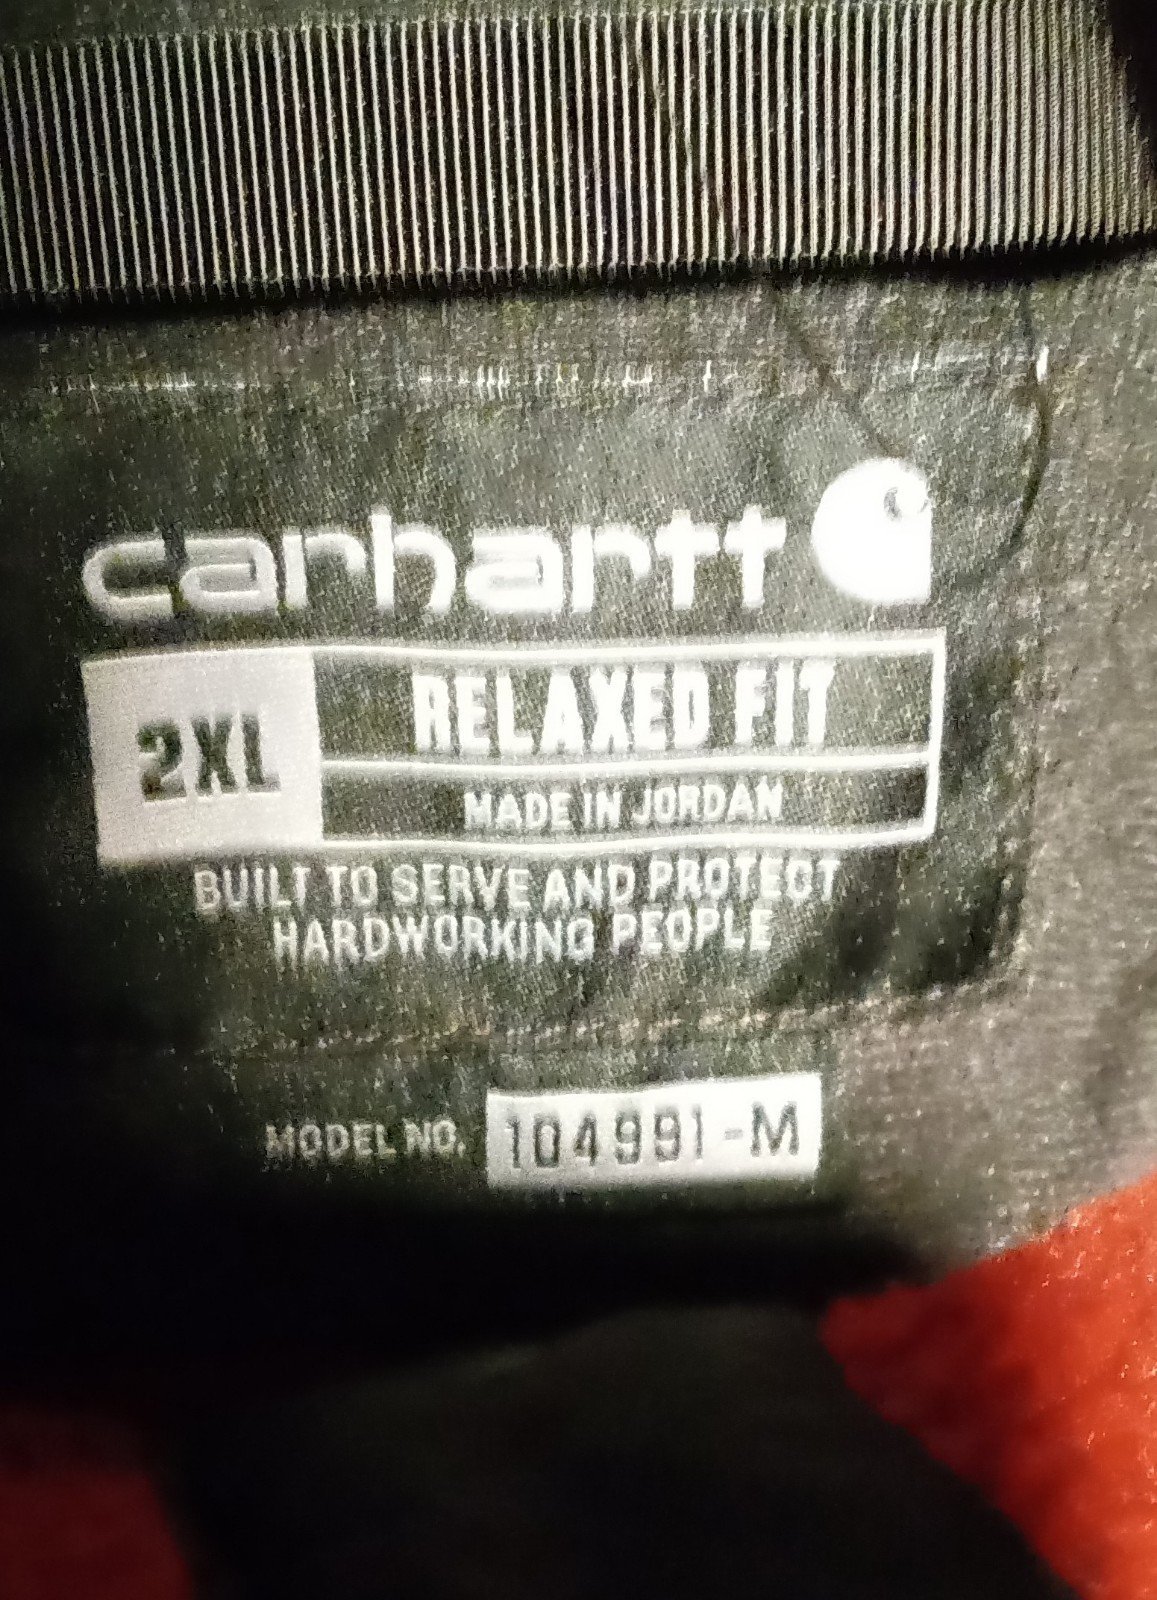 carhartt
2XL
RELAXED FIT
MADE IN JORDAN
BUILT TO SERVE AND PROTECT
HARDWORKING PEOPLE
MODEL NO. 104991-M